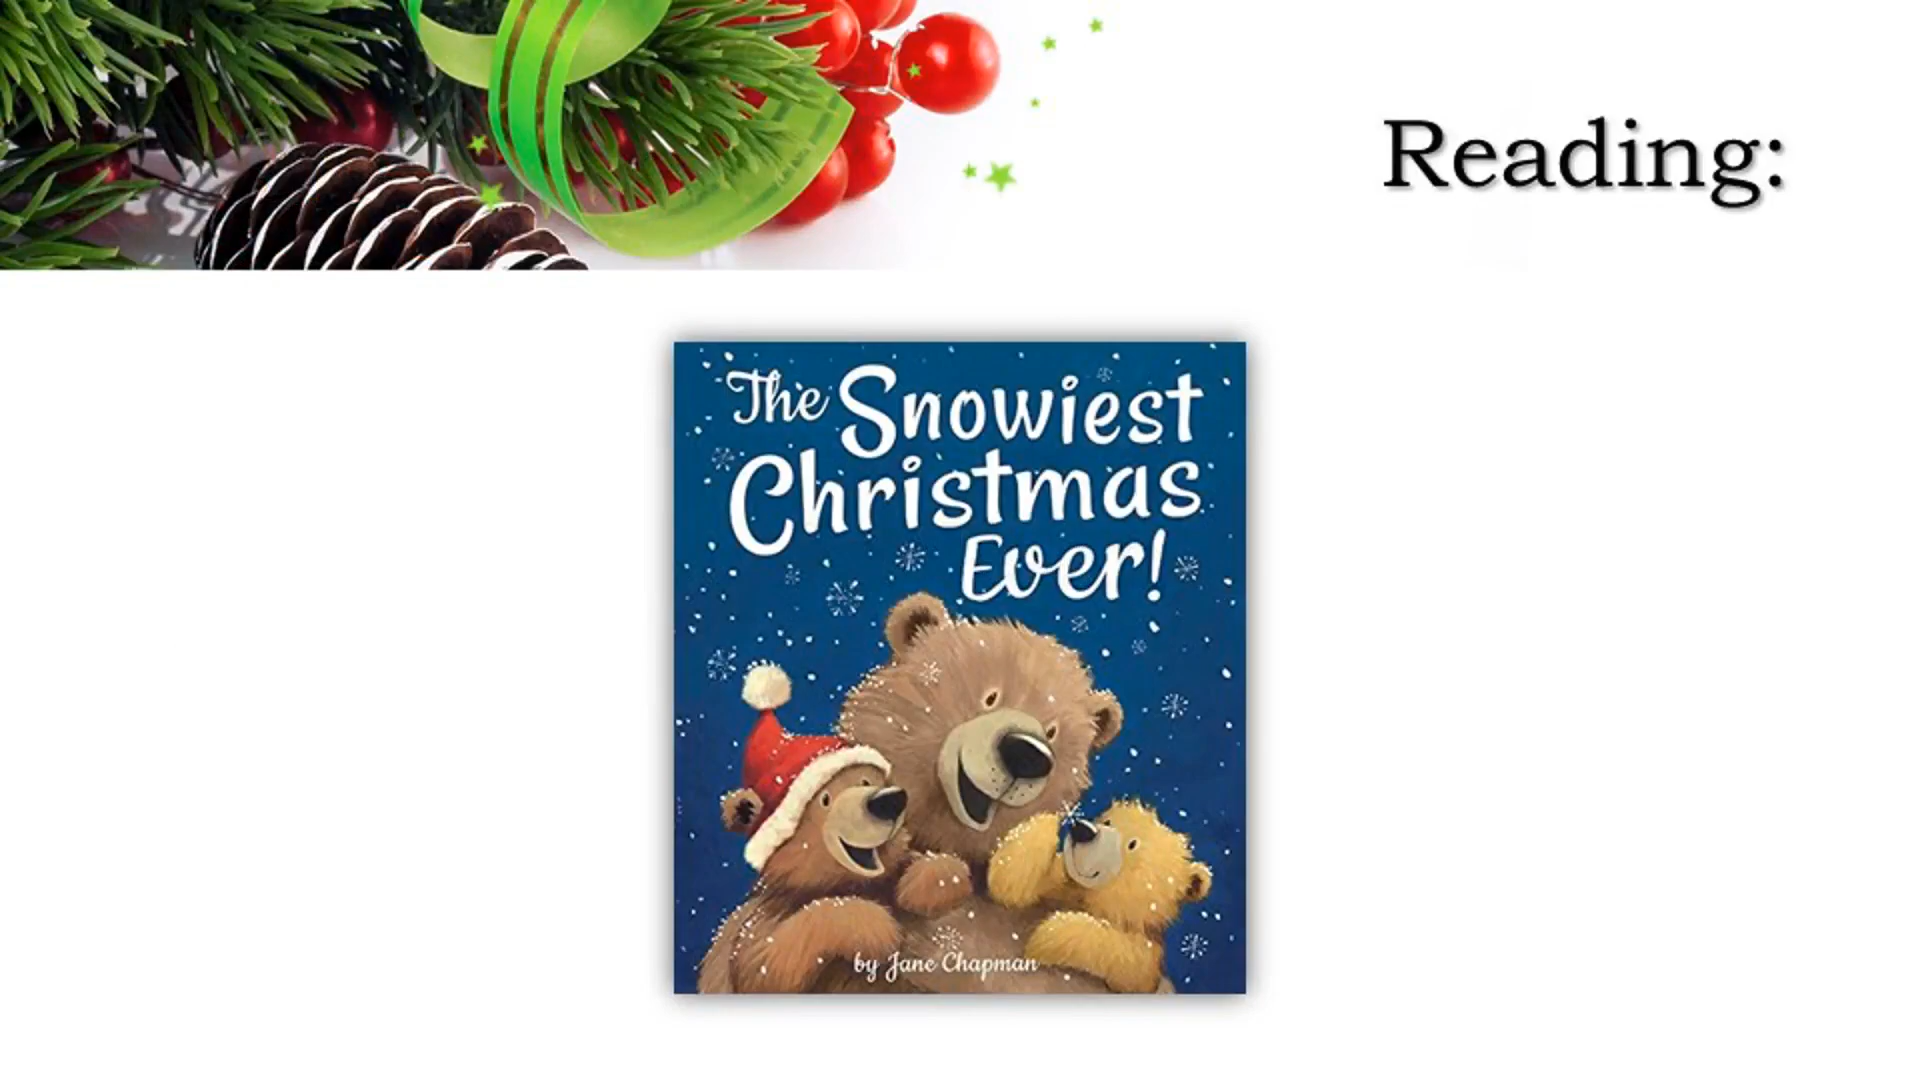 Reading:
The Snowiest
Christmas
Ever!
by Jane Chapman